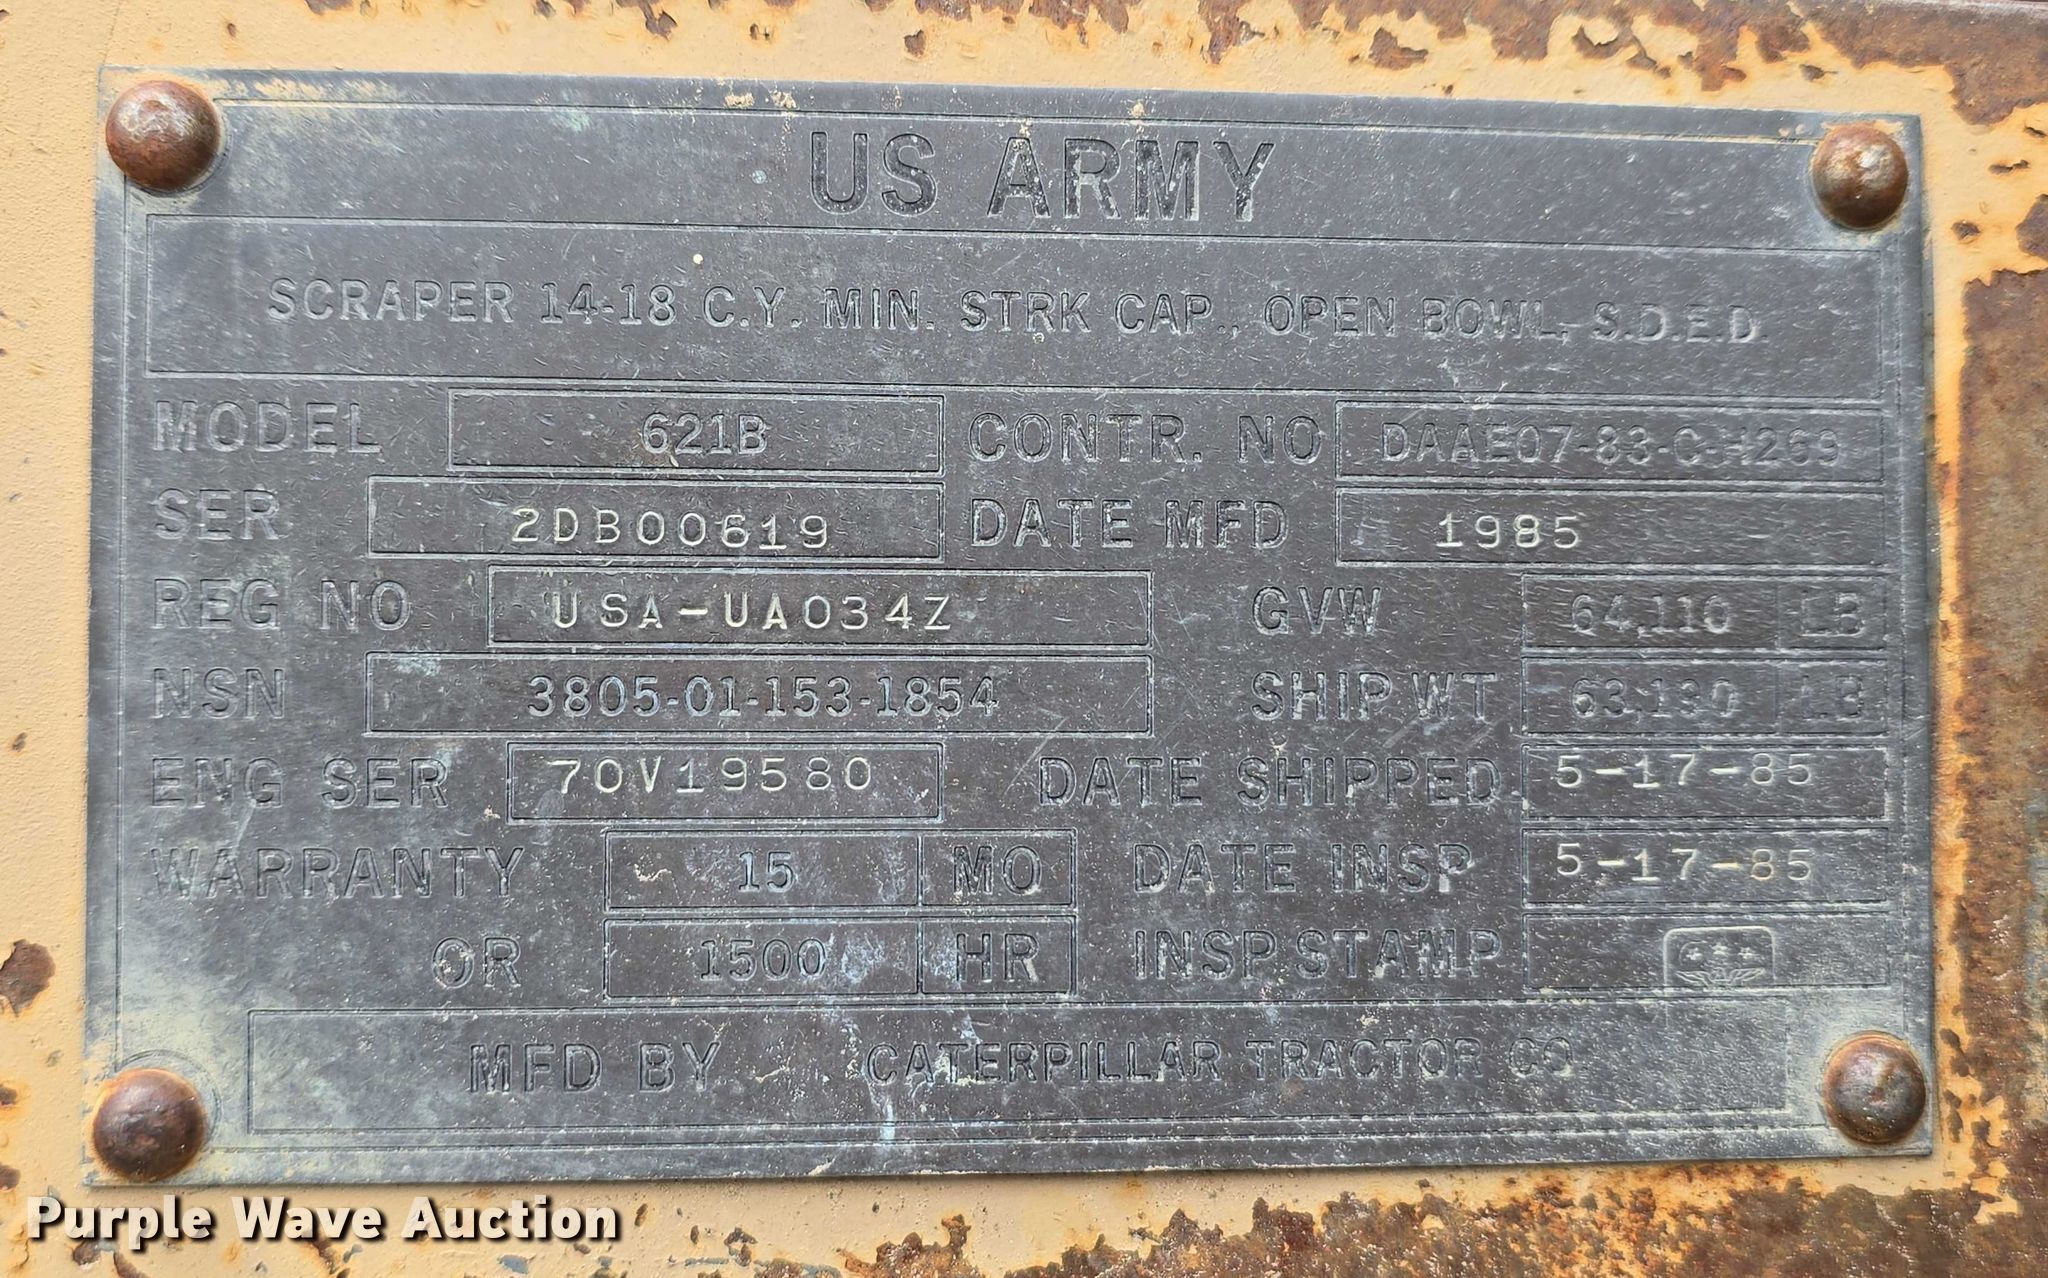 US ARMY
SCRAPER 14-18 C.Y. MIN. STRK CAP., OPEN BOWL, S.D.E.D.
MODEL 621B CONTR. NO DAAE07-83-C-H269
SER 2DB00619 DATE MFD 1985
REG NO USA-UA034Z GVW 64,110 LB
NSN 3805-01-153-1854 SHIP WT 63,130 LB
ENG SER 70V19580 DATE SHIPPED 5-17-85
WARRANTY 15 MO DATE INSP 5-17-85
OR 1500 HR INSP STAMP
MFD BY CATERPILLAR TRACTOR CO
Purple Wave Auction